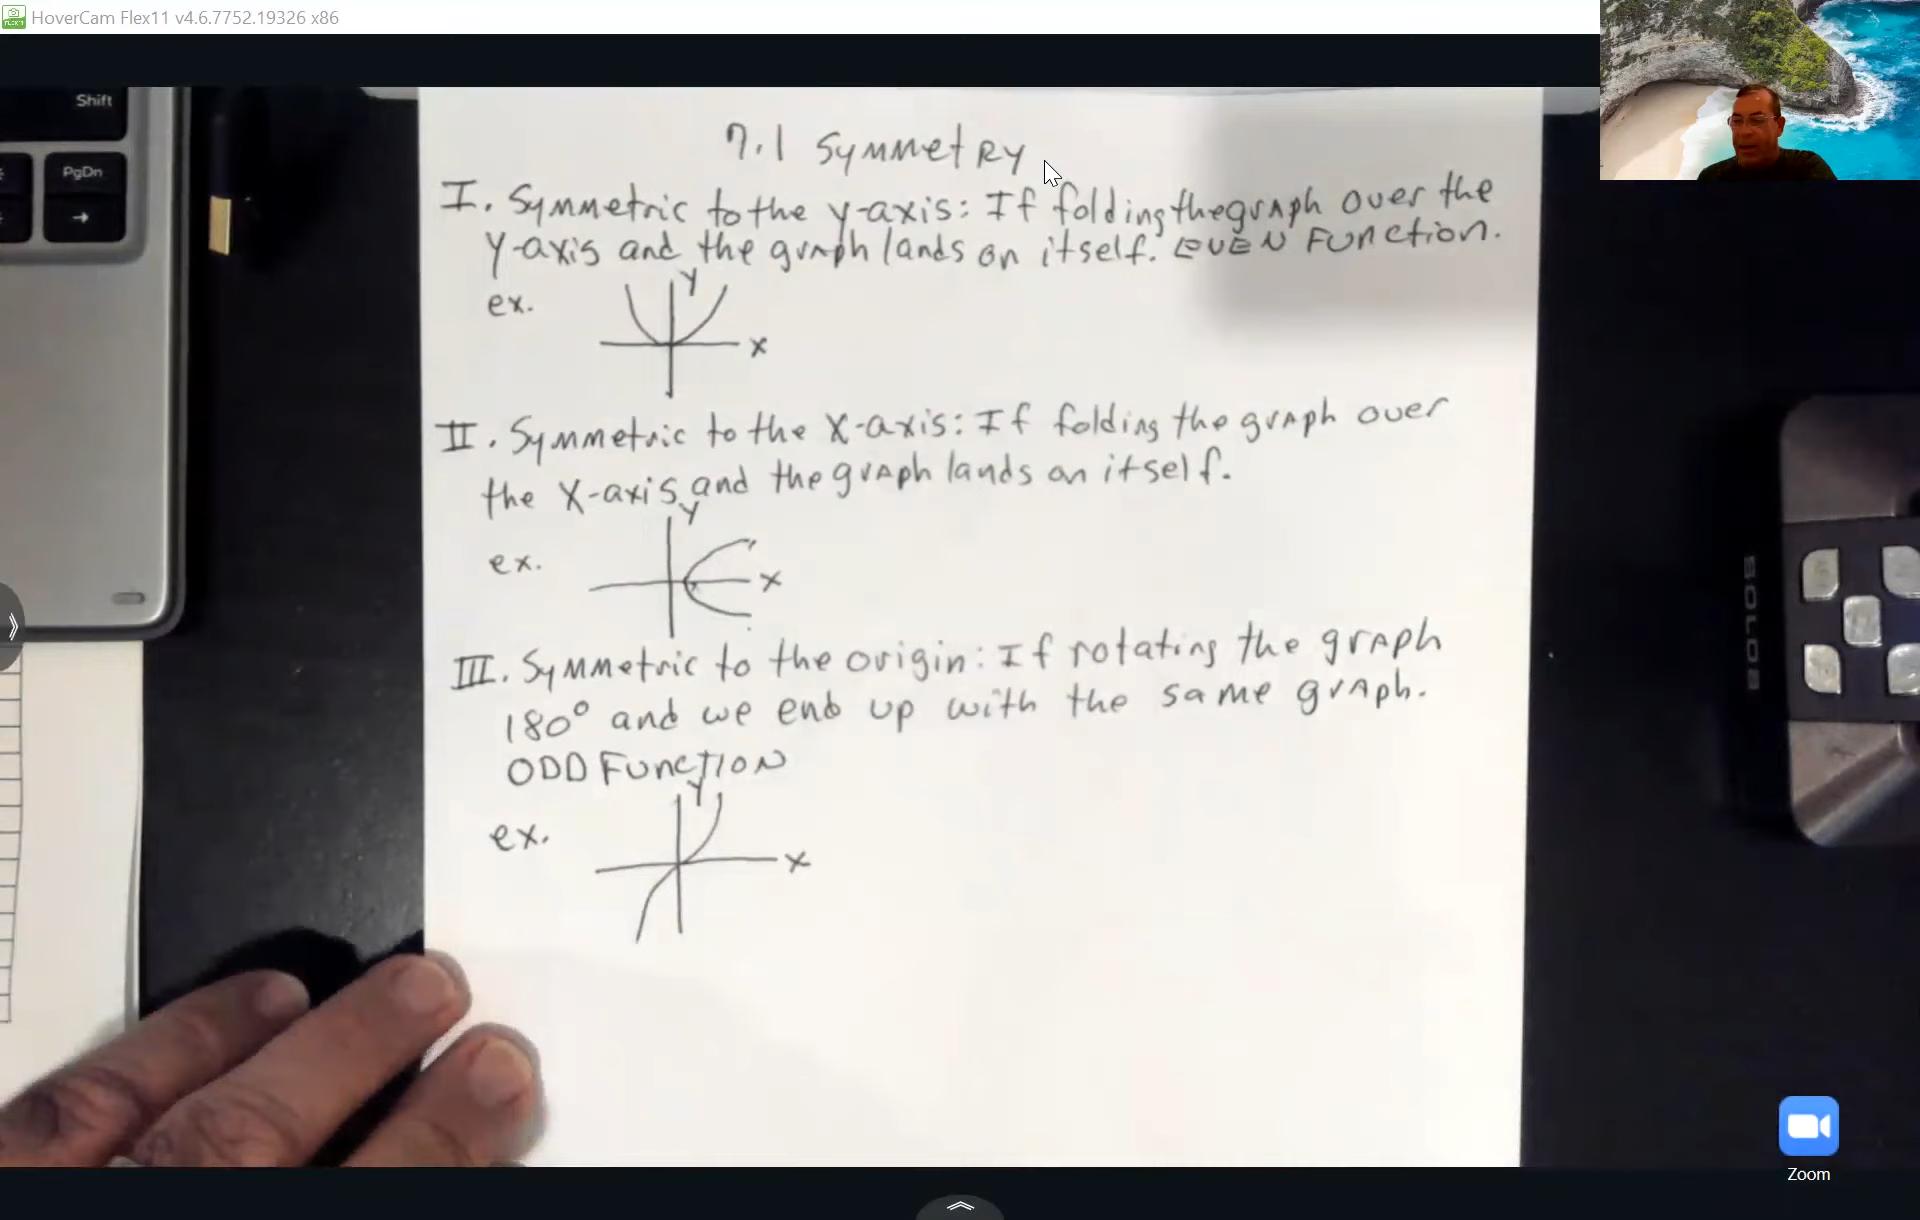 HoverCam Flex11 v4.6.7752.19326 x86
Shift
PgDn
→
7.1 Symmetry
I. Symmetric to the y-axis: If folding the graph over the
y-axis and the graph lands on itself. EVEN Function.
ex.
y
x
II. Symmetric to the x-axis: If folding the graph over
the x-axis and the graph lands on itself.
y
ex.
x
III. Symmetric to the origin: If rotating the graph
180° and we end up with the same graph.
ODD Function
y
ex.
x
Zoom